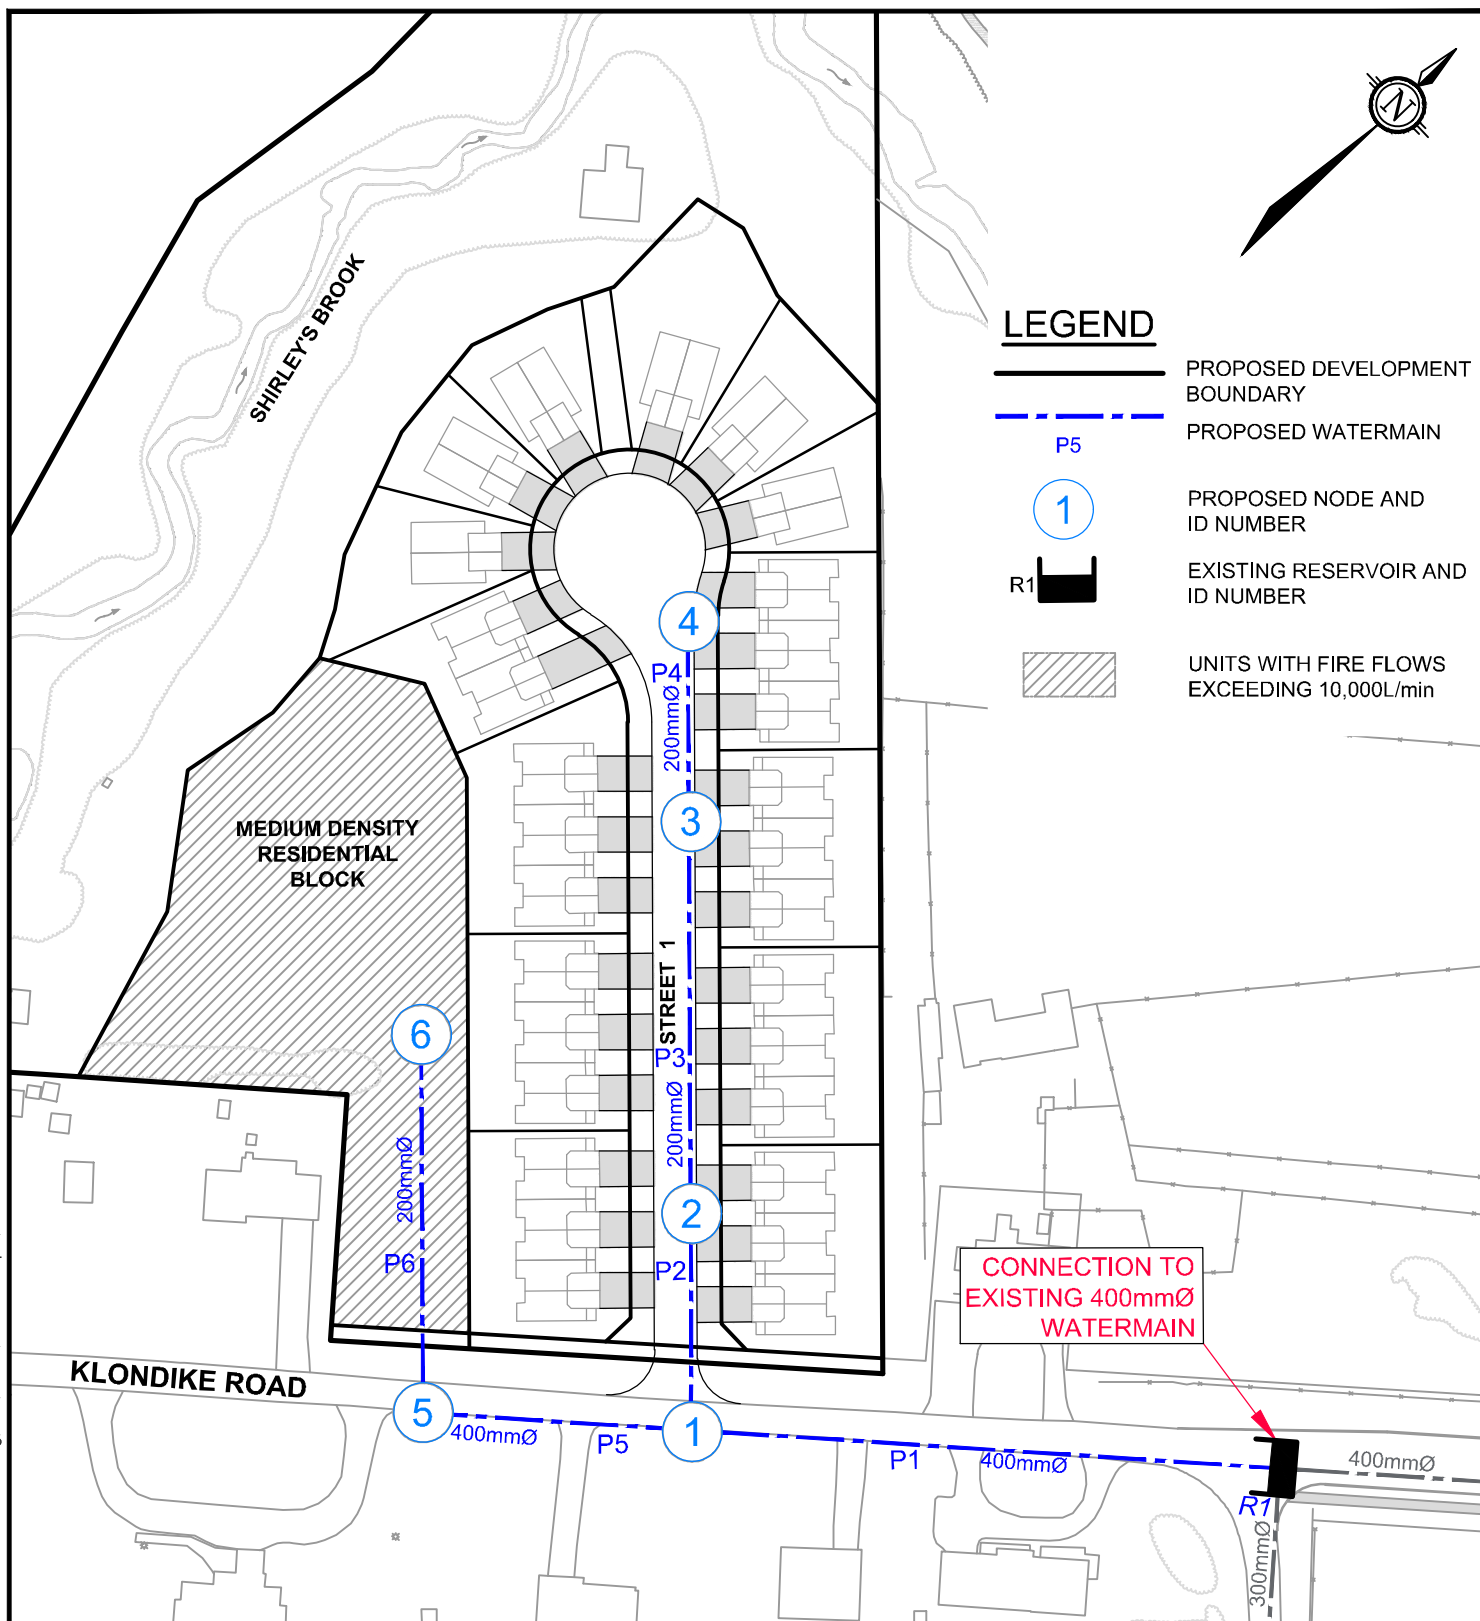 N
LEGEND
PROPOSED DEVELOPMENT
BOUNDARY
P5
PROPOSED WATERMAIN
1
PROPOSED NODE AND
ID NUMBER
R1
EXISTING RESERVOIR AND
ID NUMBER
UNITS WITH FIRE FLOWS
EXCEEDING 10,000L/min
SHIRLEY'S BROOK
4
P4
200mmØ
3
MEDIUM DENSITY
RESIDENTIAL
BLOCK
STREET 1
6
P3
200mmØ
200mmØ
2
P6
P2
CONNECTION TO
EXISTING 400mmØ
WATERMAIN
KLONDIKE ROAD
5
400mmØ
P5
1
P1
400mmØ
400mmØ
R1
300mmØ